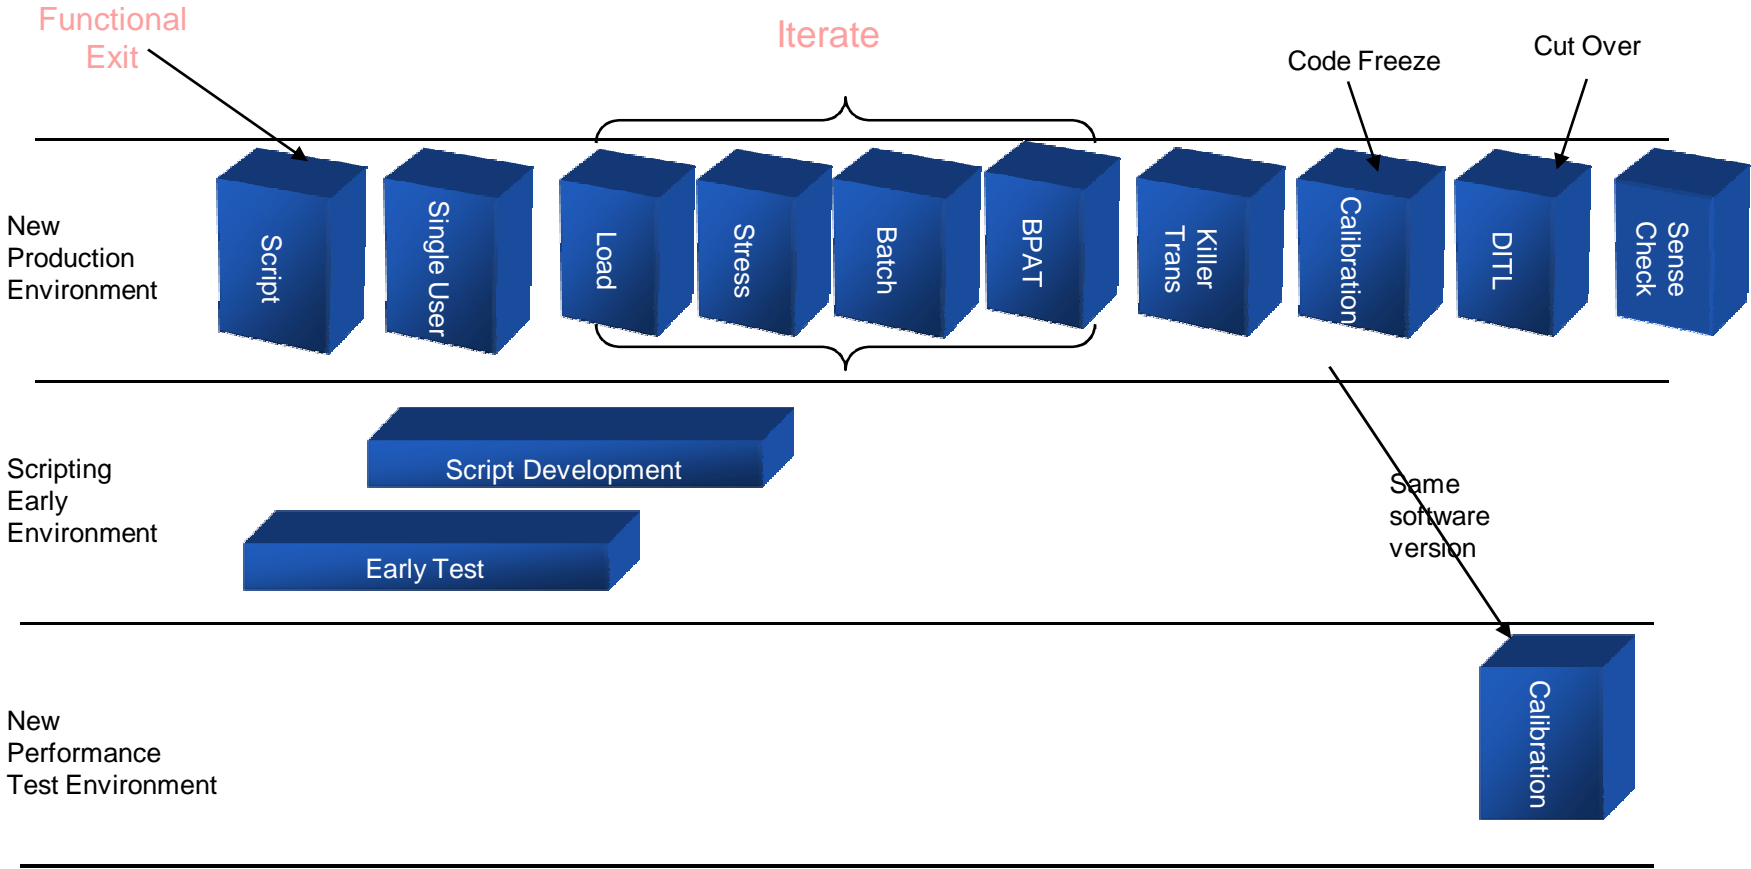 Functional
Exit
Iterate
Code Freeze
Cut Over
New
Production
Environment
Script
Single User
Load
Stress
Batch
BPAT
Killer
Trans
Calibration
DITL
Sense
Check
Scripting
Early
Environment
Script Development
Early Test
Same
software
version
New
Performance
Test Environment
Calibration